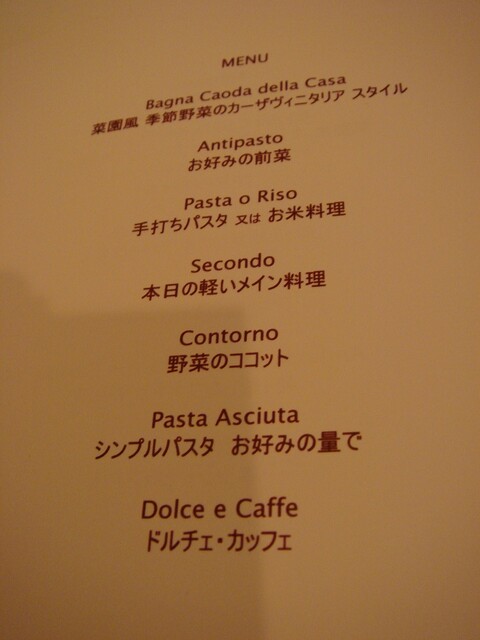 MENU
Bagna Caoda della Casa
菜園風 季節野菜のカーザヴィニタリア スタイル
Antipasto
お好みの前菜
Pasta o Riso
手打ちパスタ 又は お米料理
Secondo
本日の軽いメイン料理
Contorno
野菜のココット
Pasta Asciuta
シンプルパスタ お好みの量で
Dolce e Caffe
ドルチェ・カッフェ